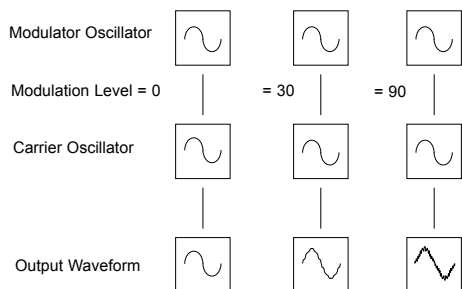 Modulator Oscillator
Modulation Level = 0 = 30 = 90
Carrier Oscillator
Output Waveform